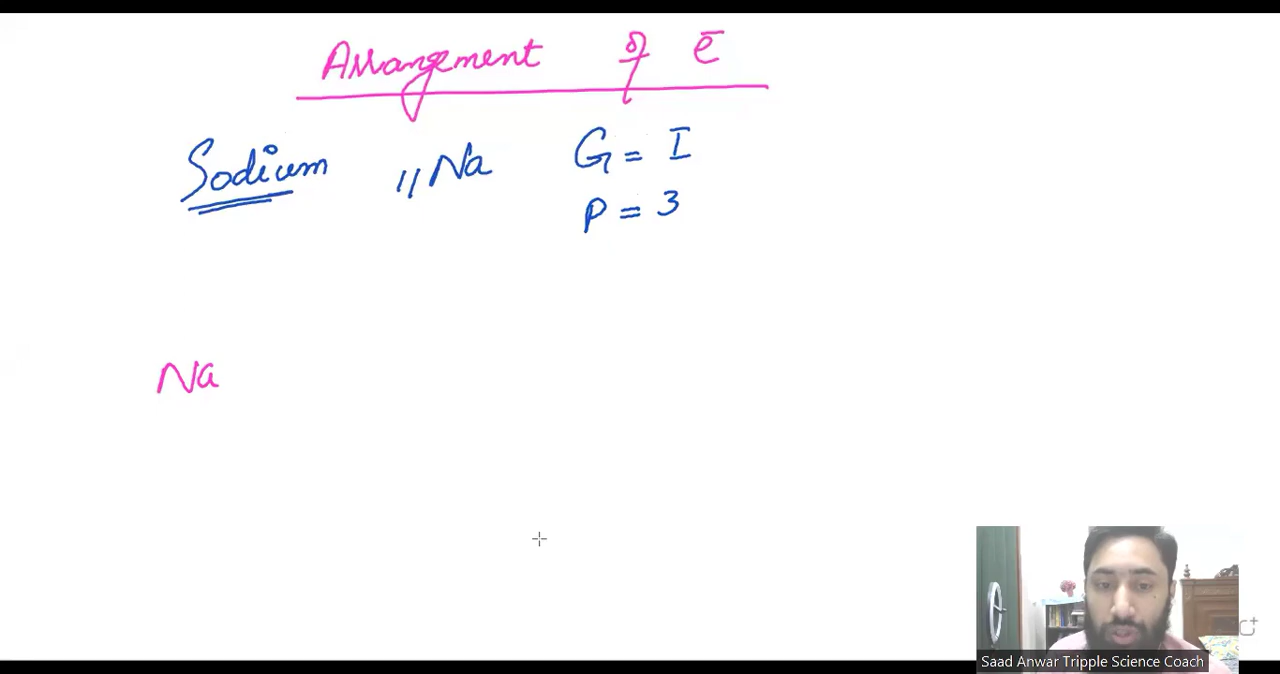 Arrangement of ē
Sodium ₁₁Na G = I
P = 3
Na
Saad Anwar Tripple Science Coach